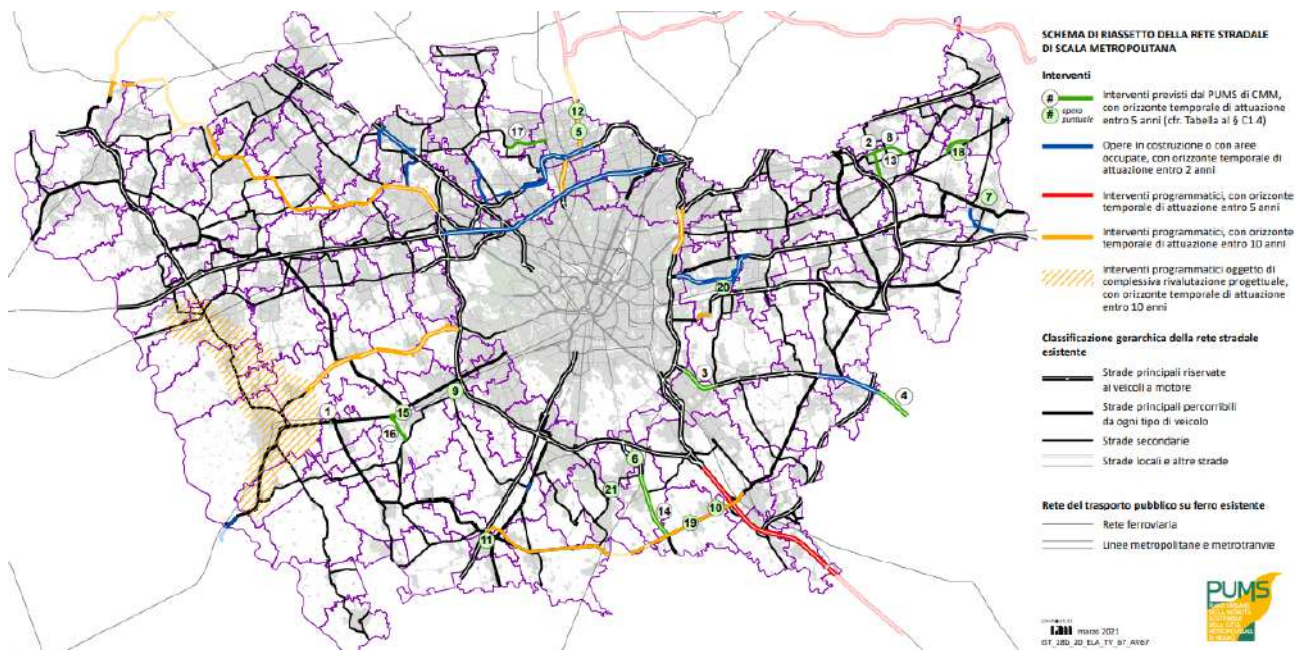 SCHEMA DI RIASSETTO DELLA RETE STRADALE
DI SCALA METROPOLITANA
Interventi
#
#
opera
puntuale
Interventi previsti dal PUMS di CMM,
con orizzonte temporale di attuazione
entro 5 anni (cfr. Tabella al § C1.4)
Opere in costruzione o con aree
occupate, con orizzonte temporale di
attuazione entro 2 anni
Interventi programmatici, con orizzonte
temporale di attuazione entro 5 anni
Interventi programmatici, con orizzonte
temporale di attuazione entro 10 anni
Interventi programmatici oggetto di
complessiva rivalutazione progettuale,
con orizzonte temporale di attuazione
entro 10 anni
Classificazione gerarchica della rete stradale
esistente
Strade principali riservate
ai veicoli a motore
Strade principali percorribili
da ogni tipo di veicolo
Strade secondarie
Strade locali e altre strade
Rete del trasporto pubblico su ferro esistente
Rete ferroviaria
Linee metropolitane e metrotranvie
PUMS
marzo 2021
12
17
5
2
8
13
18
7
20
3
4
9
1
15
16
6
21
14
10
19
11